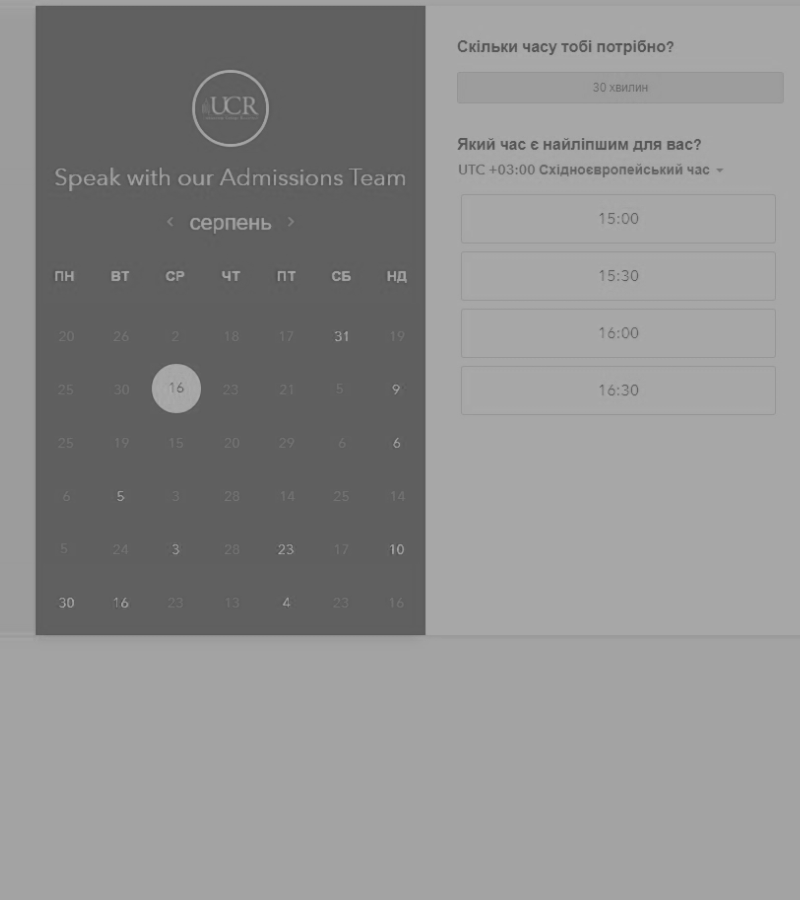 UCR
Speak with our Admissions Team
серпень
ПН ВТ СР ЧТ ПТ СБ НД
20 26 2 18 17 31 19
25 30 16 23 21 5 9
25 19 15 20 29 6 6
6 5 3 28 14 25 14
5 24 3 28 23 17 10
30 16 23 13 4 23 16
Скільки часу тобі потрібно?
30 хвилин
Який час є найліпшим для вас?
UTC +03:00 Східноєвропейський час
15:00
15:30
16:00
16:30